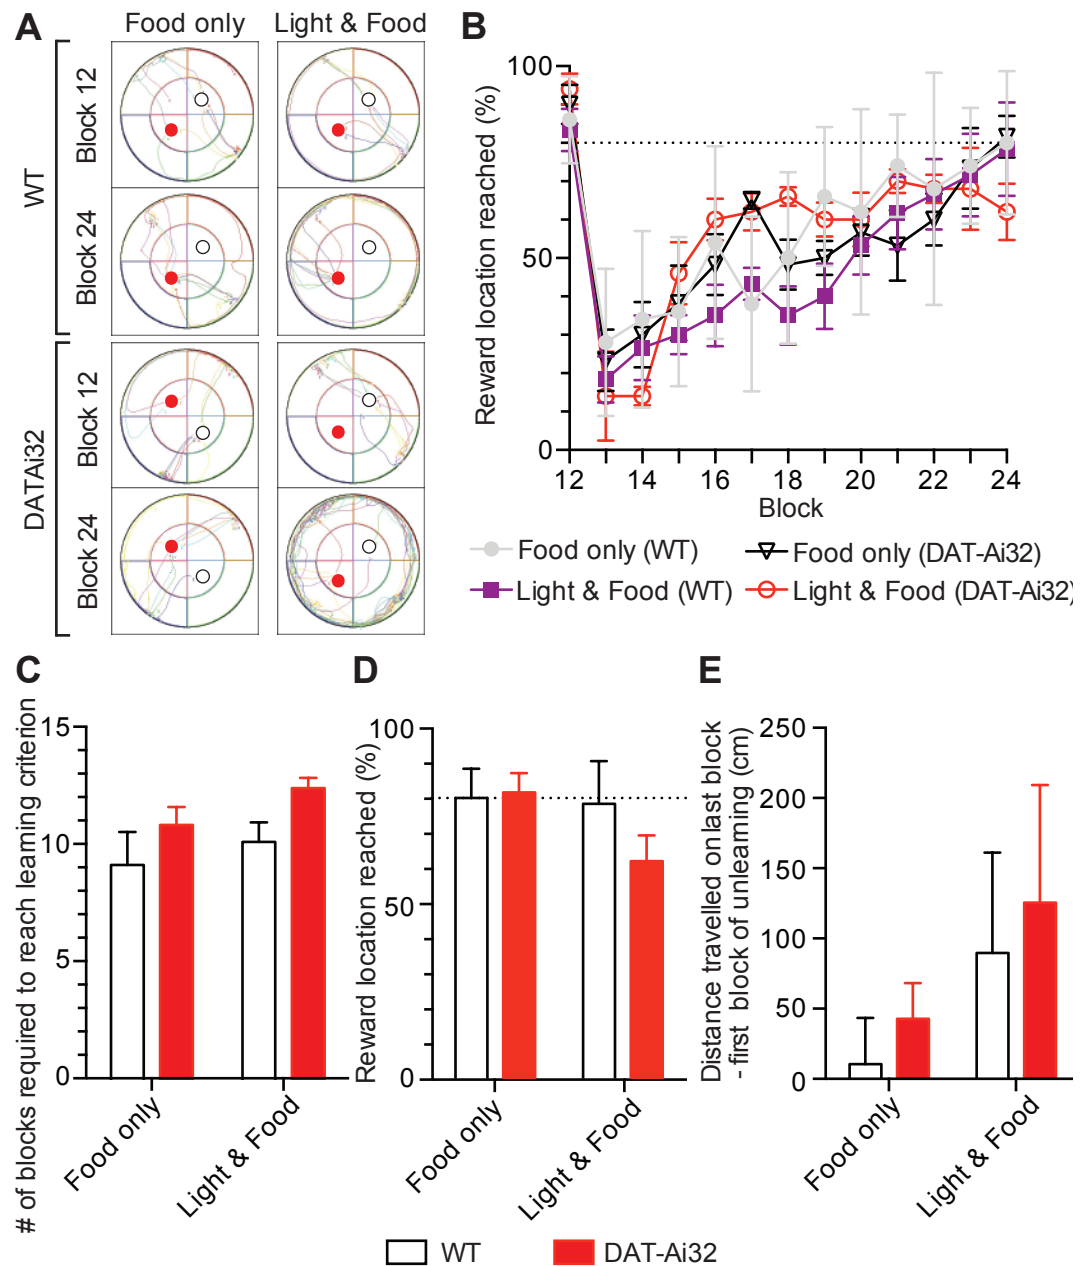 A
Food only
Light & Food
WT
Block 12
Block 24
DATAi32
Block 12
Block 24
B
Reward location reached (%)
100
50
0
12
14
16
18
20
22
24
Block
Food only (WT)
Food only (DAT-Ai32)
Light & Food (WT)
Light & Food (DAT-Ai32)
C
# of blocks required to reach learning criterion
15
10
5
0
Food only
Light & Food
D
Reward location reached (%)
100
50
0
Food only
Light & Food
E
Distance travelled on last block
- first block of unlearning (cm)
250
200
150
100
50
0
Food only
Light & Food
WT
DAT-Ai32